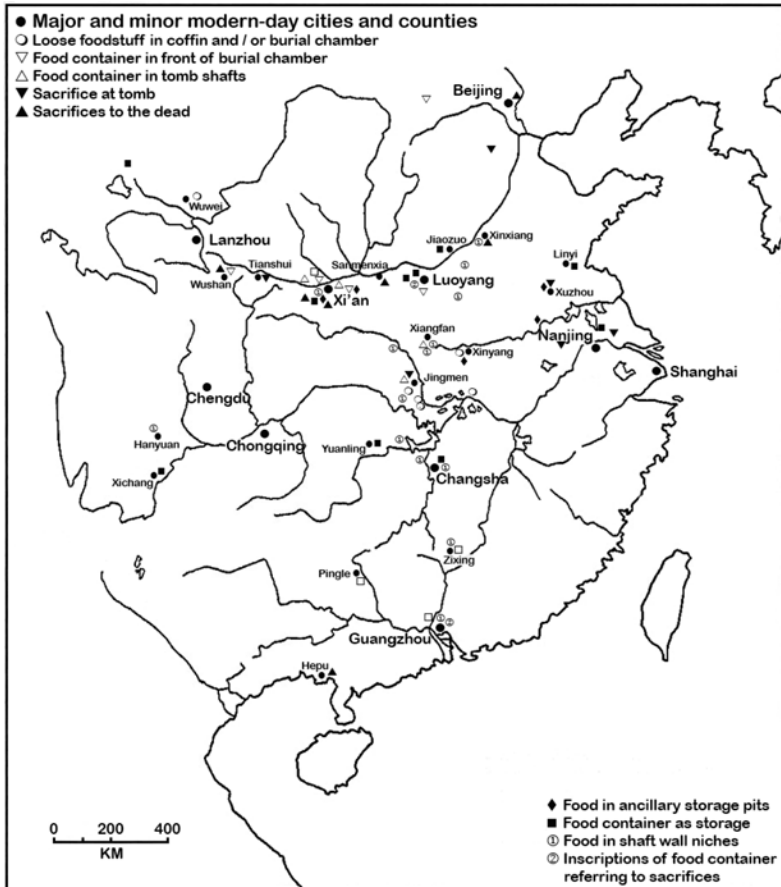 ● Major and minor modern-day cities and counties
❍ Loose foodstuff in coffin and / or burial chamber
▽ Food container in front of burial chamber
△ Food container in tomb shafts
▼ Sacrifice at tomb
▲ Sacrifices to the dead
Beijing
Wuwei
Lanzhou
Jiaozuo
Xinxiang
Linyi
Tianshui
Sanmenxia
Wushan
Luoyang
Xuzhou
Xi'an
Xiangfan
Nanjing
Xinyang
Shanghai
Jingmen
Chengdu
Chongqing
Hanyuan
Yuanling
Xichang
Changsha
Zixing
Pingle
Guangzhou
Hepu
0 200 400
KM
♦ Food in ancillary storage pits
■ Food container as storage
① Food in shaft wall niches
② Inscriptions of food container
referring to sacrifices